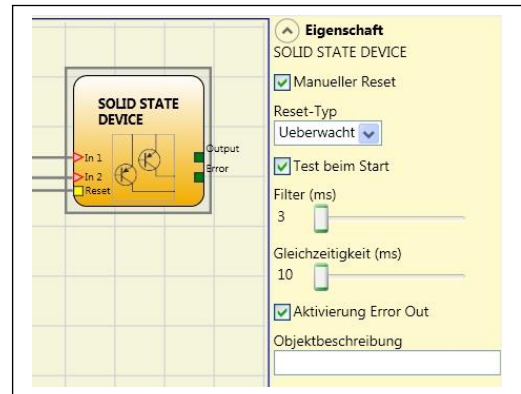 SOLID STATE
DEVICE
In 1
In 2
Reset
Output
Error
Eigenschaft
SOLID STATE DEVICE
Manueller Reset
Reset-Typ
Ueberwacht
Test beim Start
Filter (ms)
3
Gleichzeitigkeit (ms)
10
Aktivierung Error Out
Objektbeschreibung